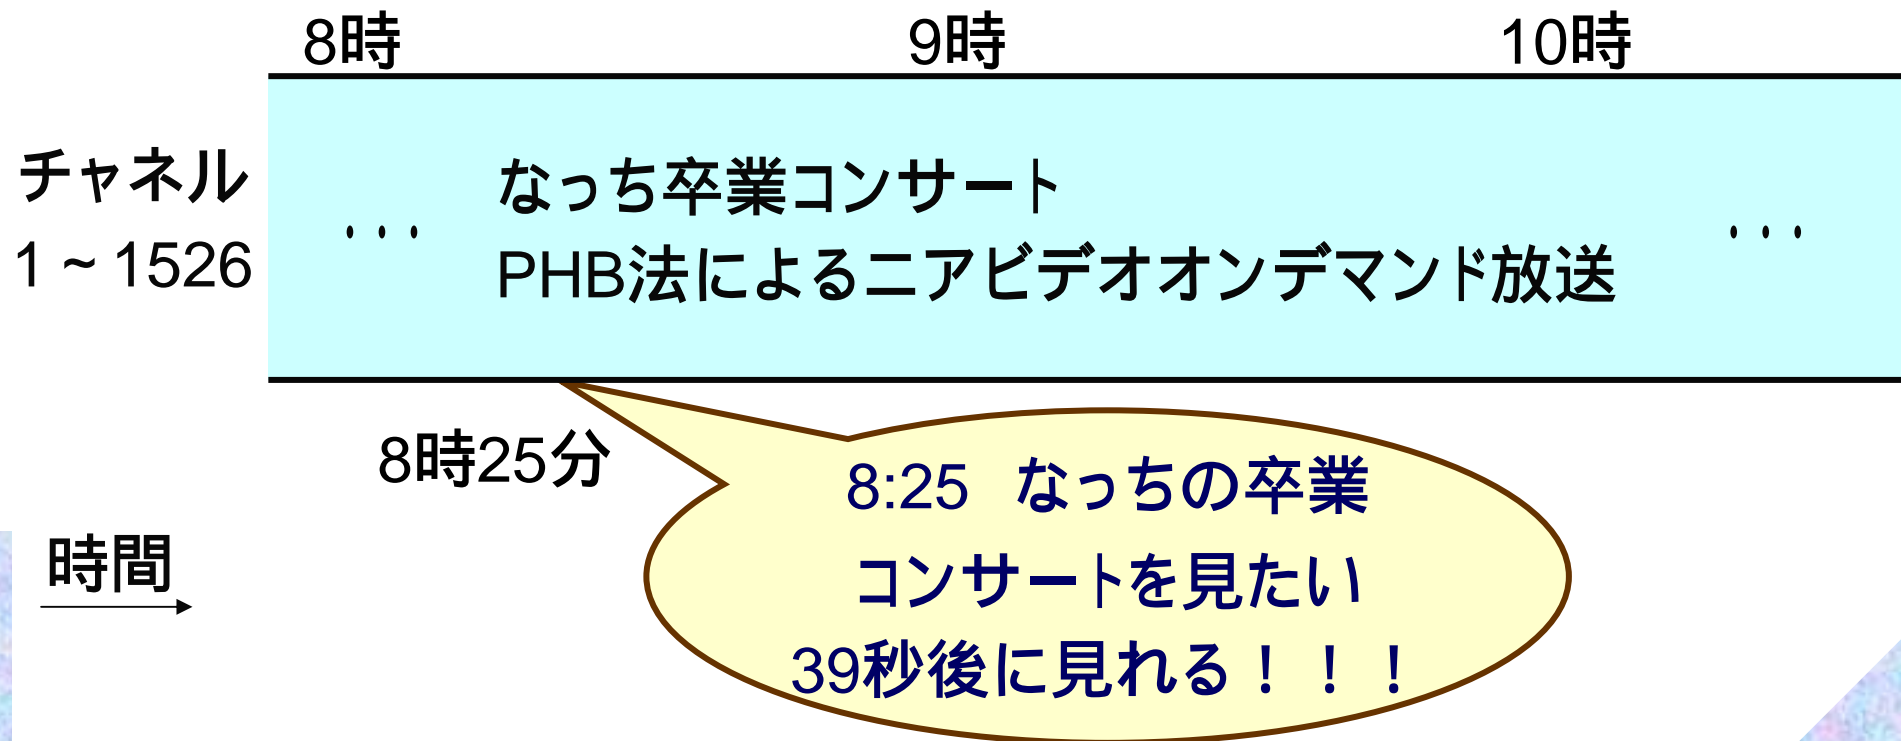 8時 9時 10時
チャネル
1～1526
・・・
なっち卒業コンサート
PHB法によるニアビデオオンデマンド放送
・・・
8時25分
8:25 なっちの卒業
コンサートを見たい
39秒後に見れる！！！
時間